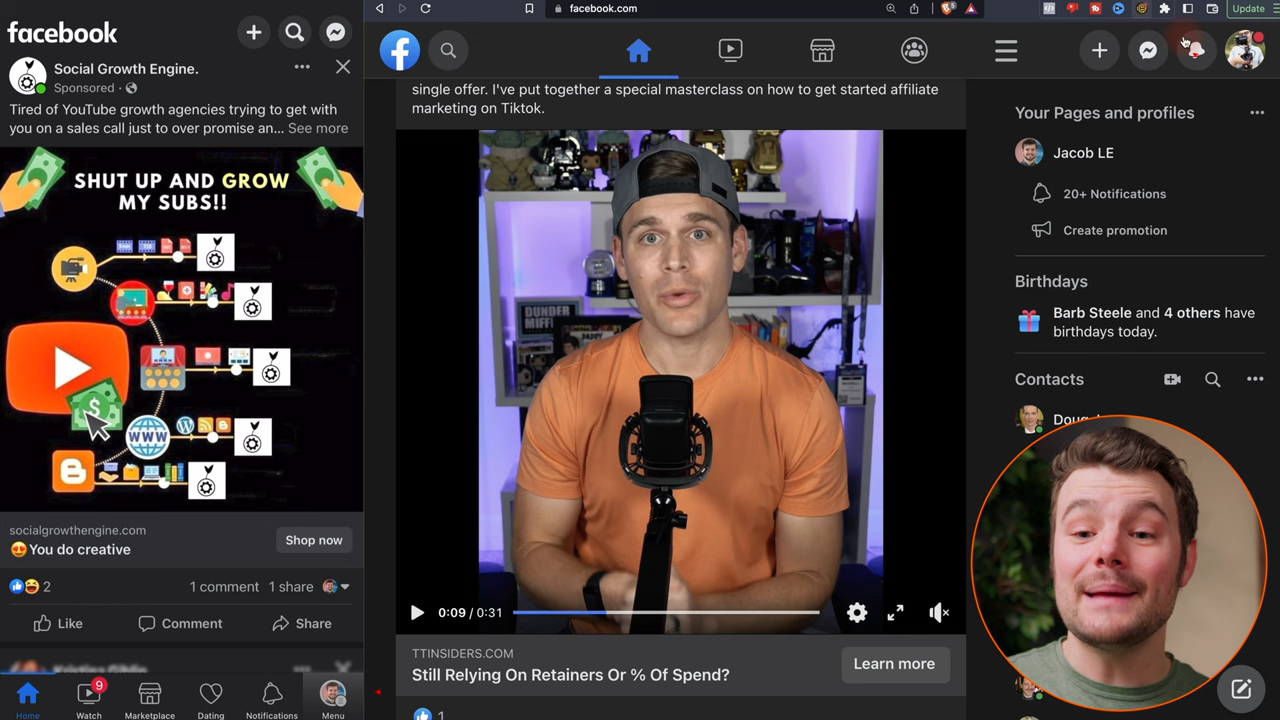 facebook
Social Growth Engine.
Sponsored ·
Tired of YouTube growth agencies trying to get with
you on a sales call just to over promise an... See more
SHUT UP AND GROW
MY SUBS!!
$
WWW
socialgrowthengine.com
😍You do creative
Shop now
2
1 comment 1 share
Like
Comment
Share
9
Home
Watch
Marketplace
Dating
Notifications
Menu
facebook.com
Update
single offer. I've put together a special masterclass on how to get started affiliate
marketing on Tiktok.
DUNDER
MIFFL
0:09 / 0:31
TTINSIDERS.COM
Still Relying On Retainers Or % Of Spend?
Learn more
1
Your Pages and profiles
Jacob LE
20+ Notifications
Create promotion
Birthdays
Barb Steele and 4 others have
birthdays today.
Contacts